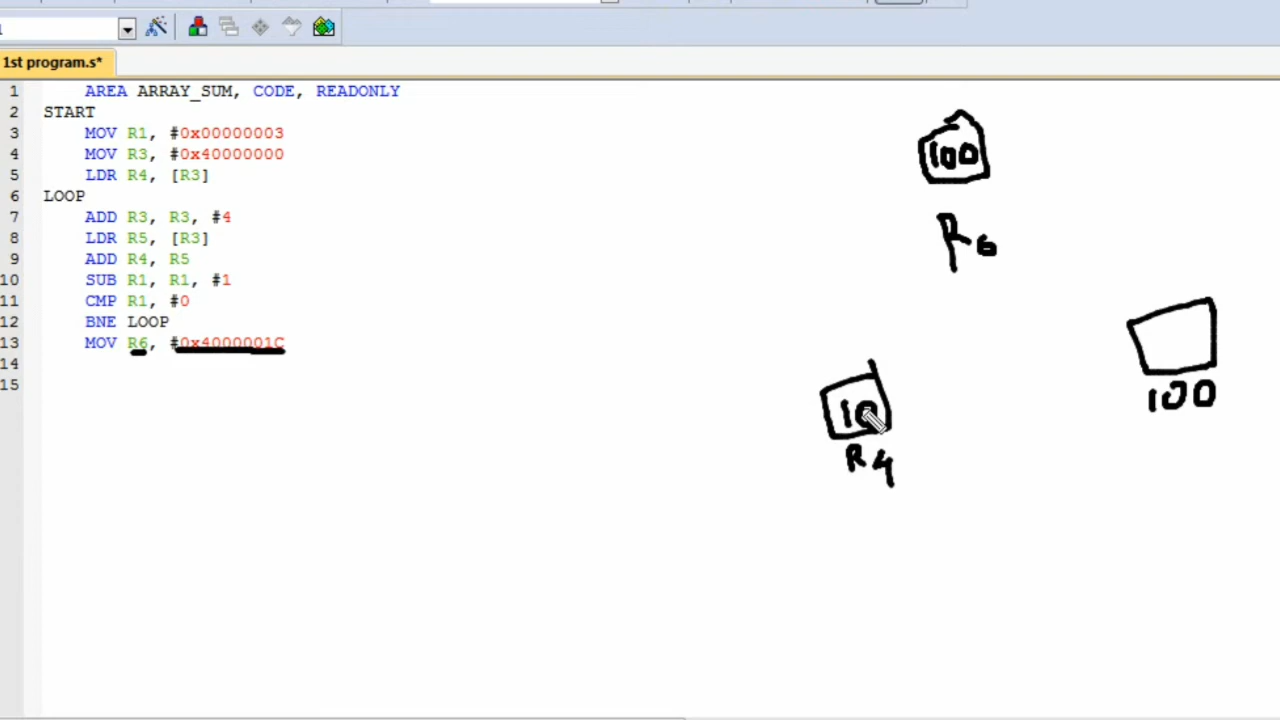 1st program.s*
1 AREA ARRAY_SUM, CODE, READONLY
2 START
3 MOV R1, #0x00000003
4 MOV R3, #0x40000000
5 LDR R4, [R3]
6 LOOP
7 ADD R3, R3, #4
8 LDR R5, [R3]
9 ADD R4, R5
10 SUB R1, R1, #1
11 CMP R1, #0
12 BNE LOOP
13 MOV R6, #0x4000001C
14
15
100
R6
100
10
R4